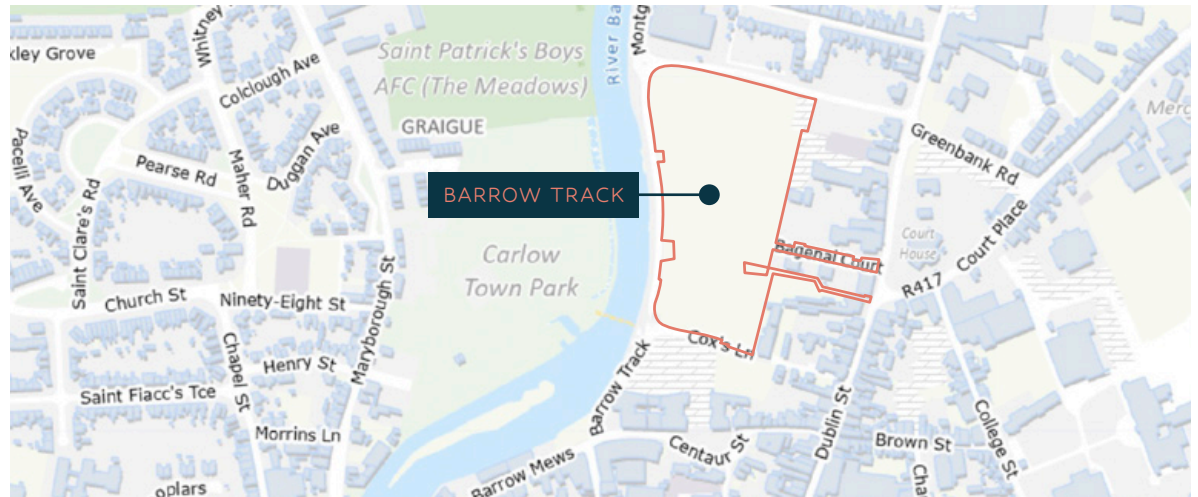 Whitney
River Ba
Montg
kley Grove
Saint Patrick's Boys
AFC (The Meadows)
Colclough Ave
Merc
GRAIGUE
Greenbank Rd
Duggan Ave
Pacelli Ave
Pearse Rd
Maher Rd
BARROW TRACK
Saint Clare's Rd
Court Place
Court
House
Carlow
Town Park
Bagenal Court
R417
Church St
Ninety-Eight St
Maryborough St
Cox's Ln
Chapel St
Henry St
Barrow Track
Saint Fiacc's Tce
Dublin St
College St
Morrins Ln
Centaur St
Brown St
Barrow Mews
Cha
oplars